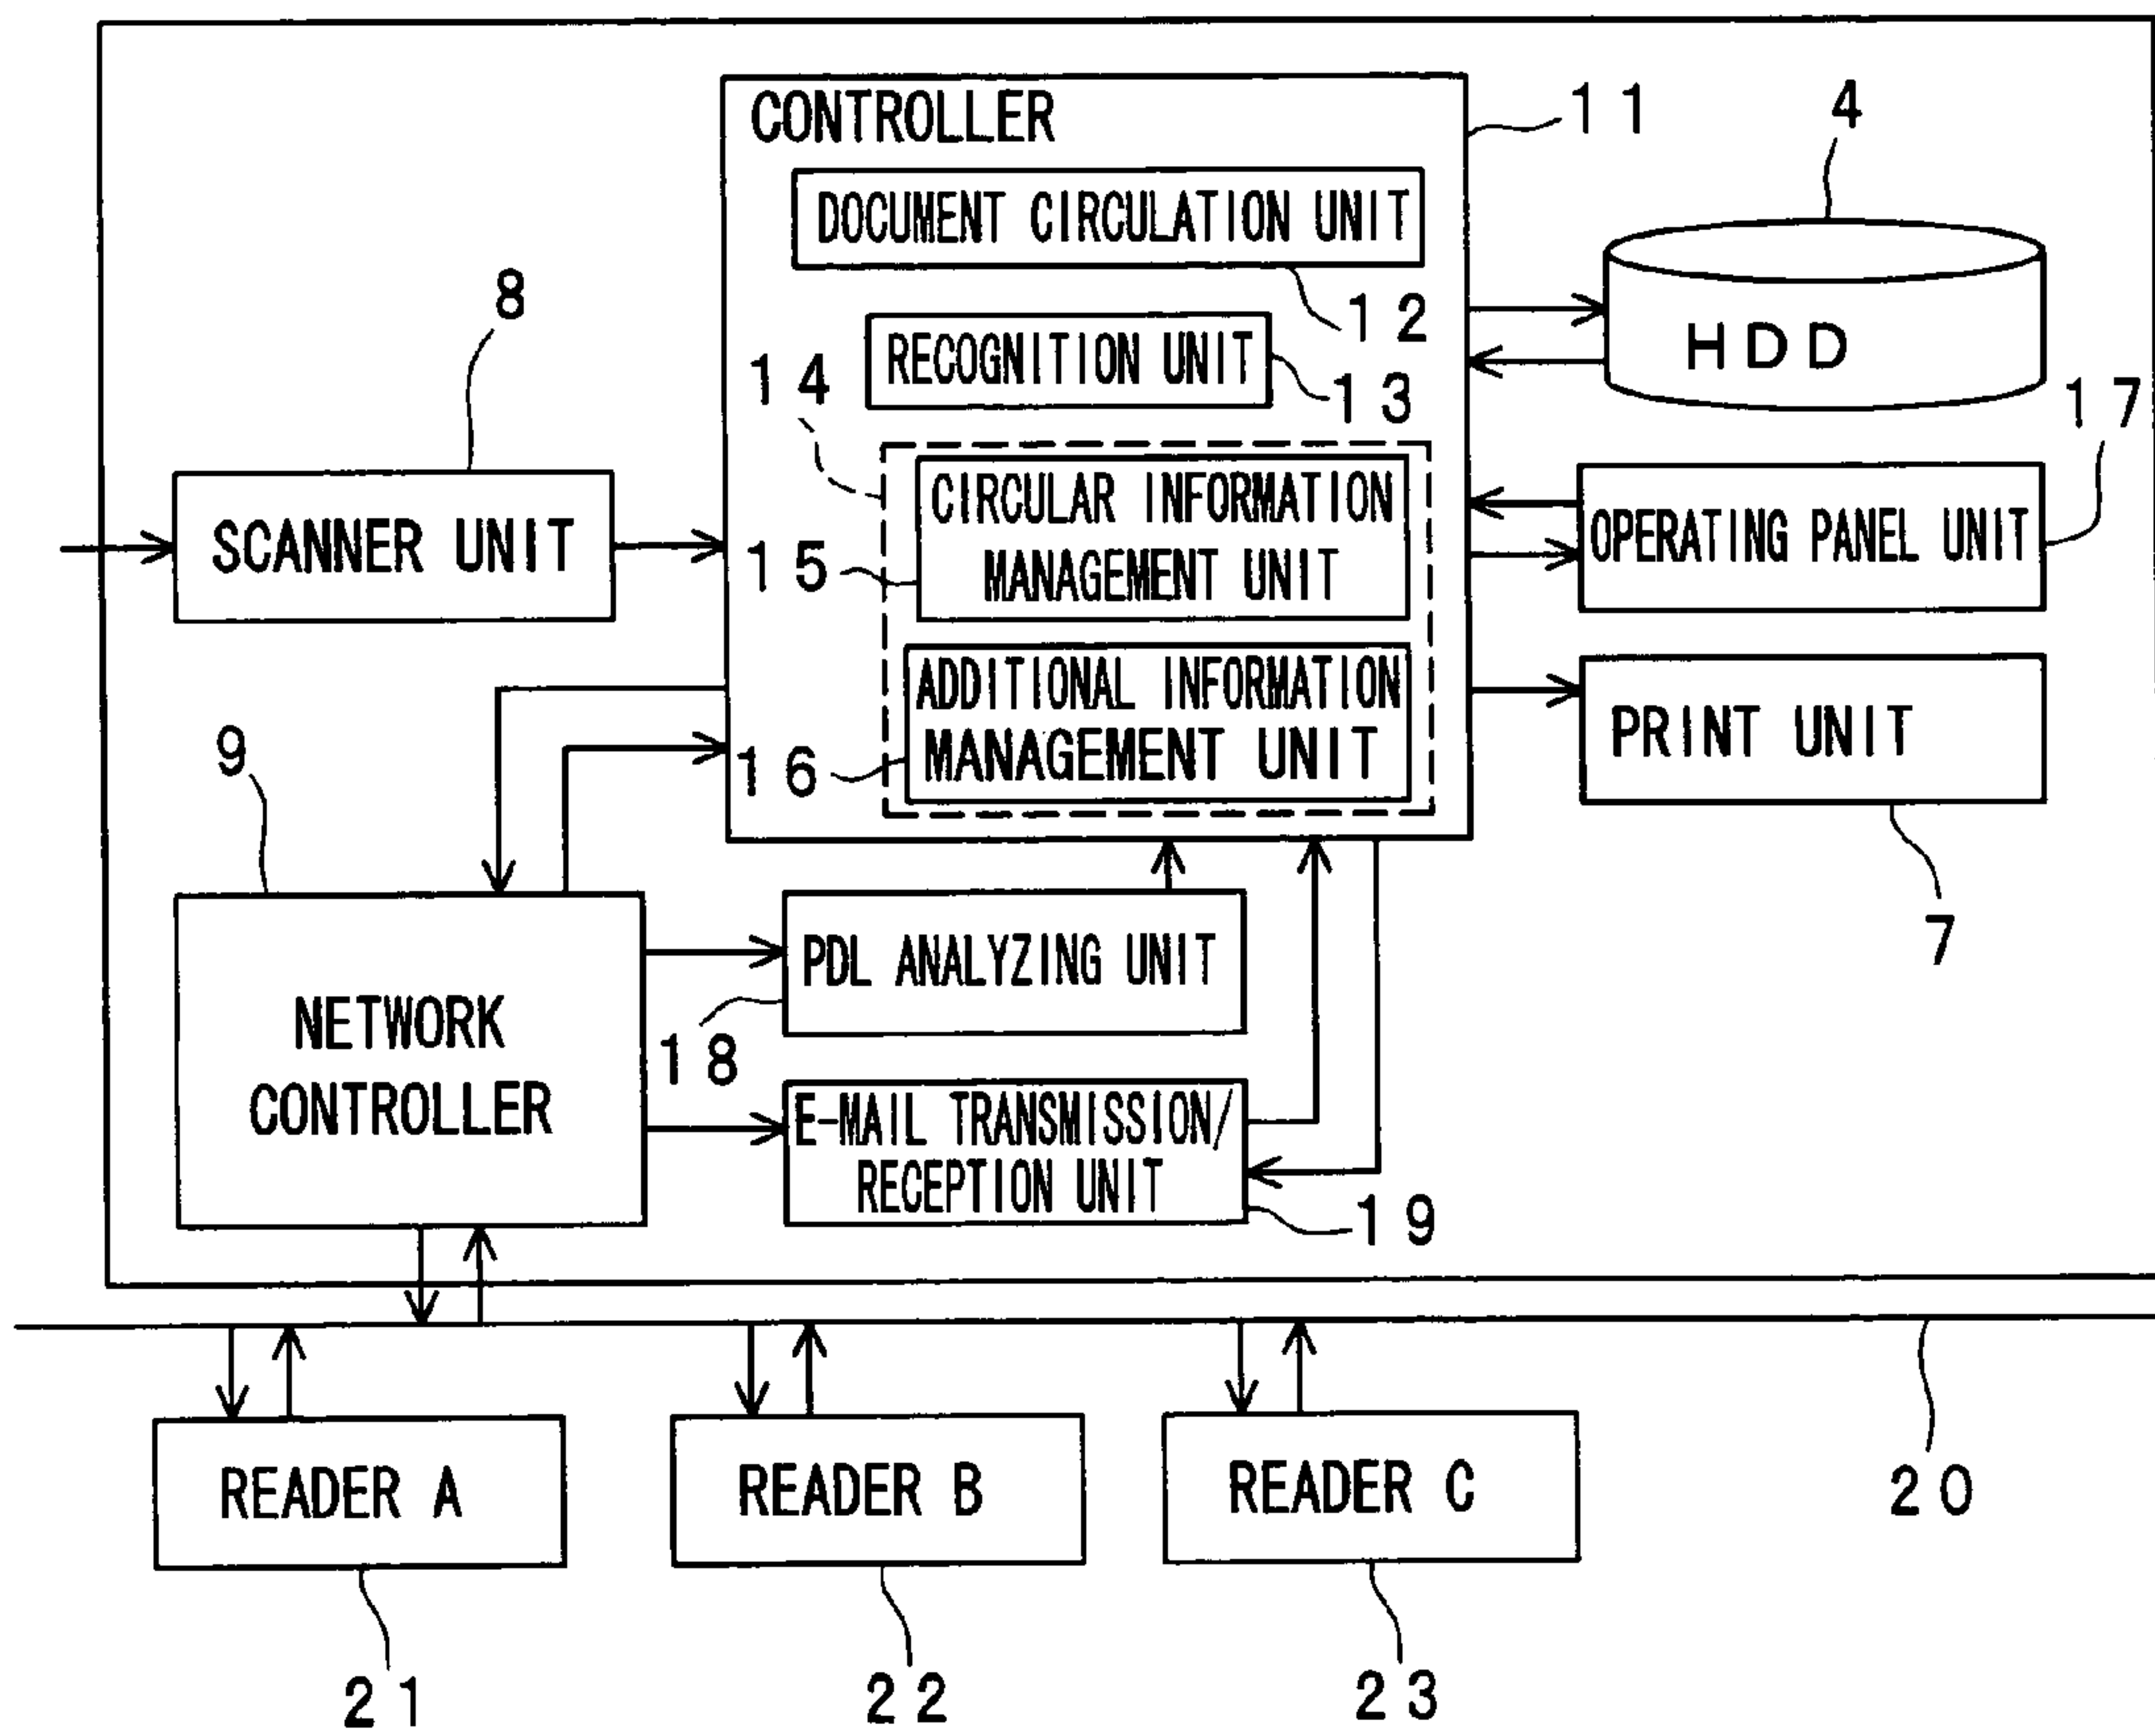 CONTROLLER
11
4
DOCUMENT CIRCULATION UNIT
8
12
RECOGNITION UNIT
HDD
14
13
17
CIRCULAR INFORMATION
MANAGEMENT UNIT
SCANNER UNIT
15
OPERATING PANEL UNIT
ADDITIONAL INFORMATION
MANAGEMENT UNIT
16
PRINT UNIT
9
7
PDL ANALYZING UNIT
NETWORK
CONTROLLER
18
E-MAIL TRANSMISSION/
RECEPTION UNIT
19
READER A
READER B
READER C
20
21
22
23